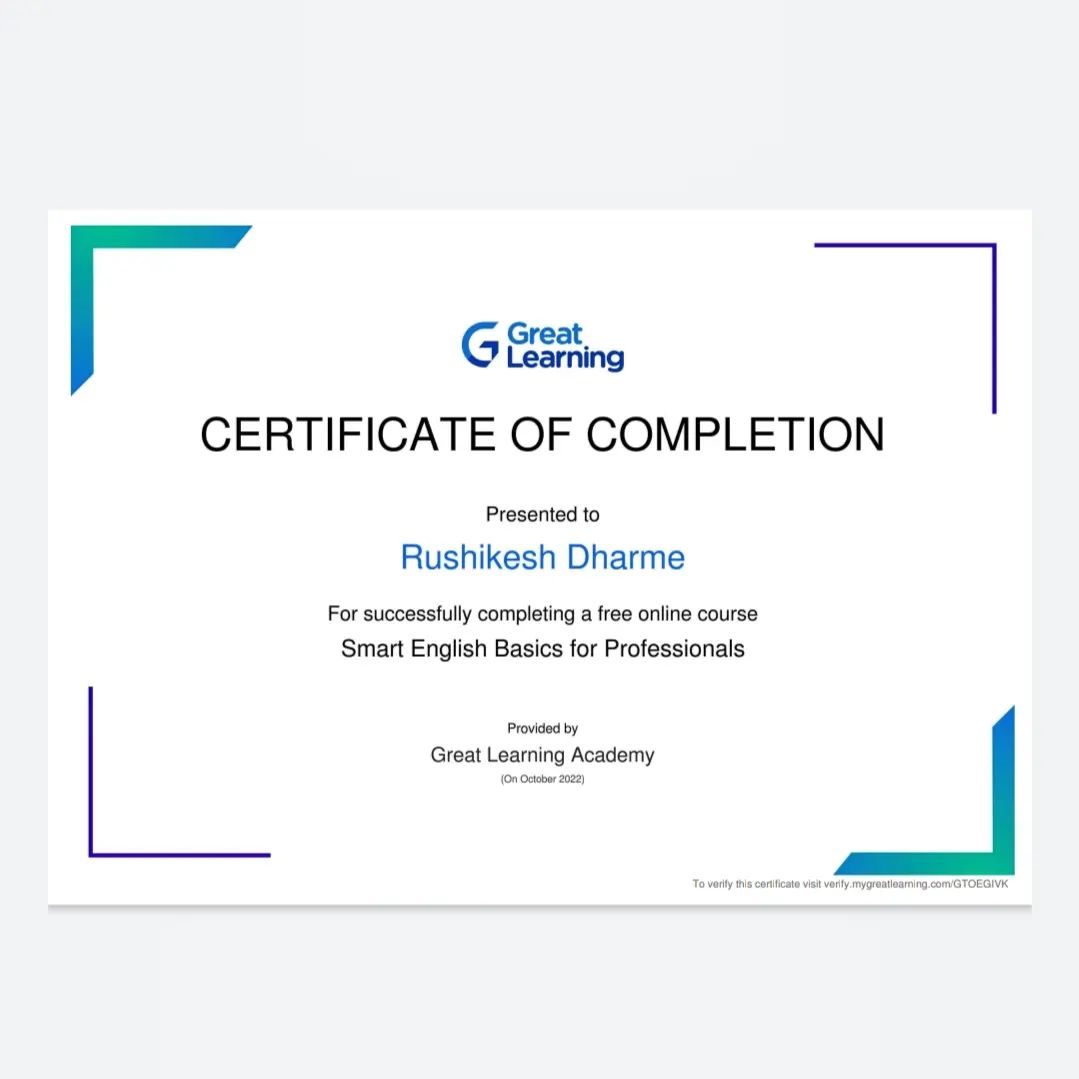 Great
Learning
CERTIFICATE OF COMPLETION
Presented to
Rushikesh Dharme
For successfully completing a free online course
Smart English Basics for Professionals
Provided by
Great Learning Academy
(On October 2022)
To verify this certificate visit verify.mygreatlearning.com/GTOEGIVK